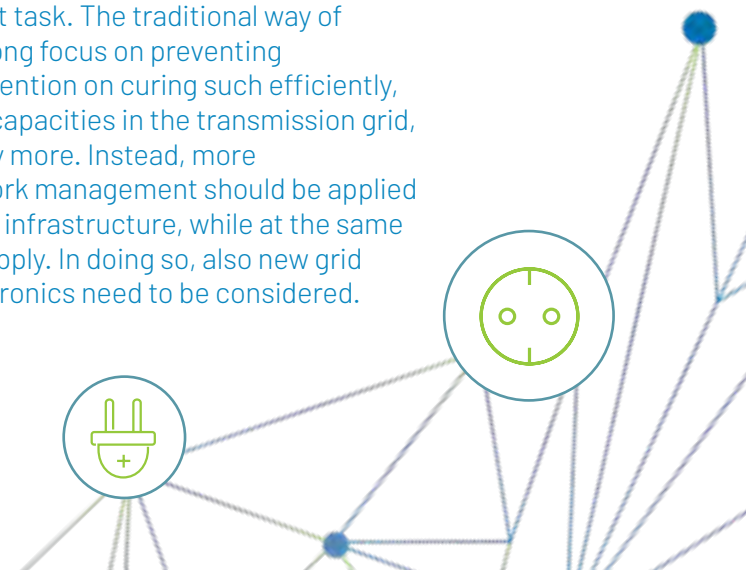 t task. The traditional way of
ong focus on preventing
ention on curing such efficiently,
capacities in the transmission grid,
y more. Instead, more
ork management should be applied
infrastructure, while at the same
pply. In doing so, also new grid
tronics need to be considered.